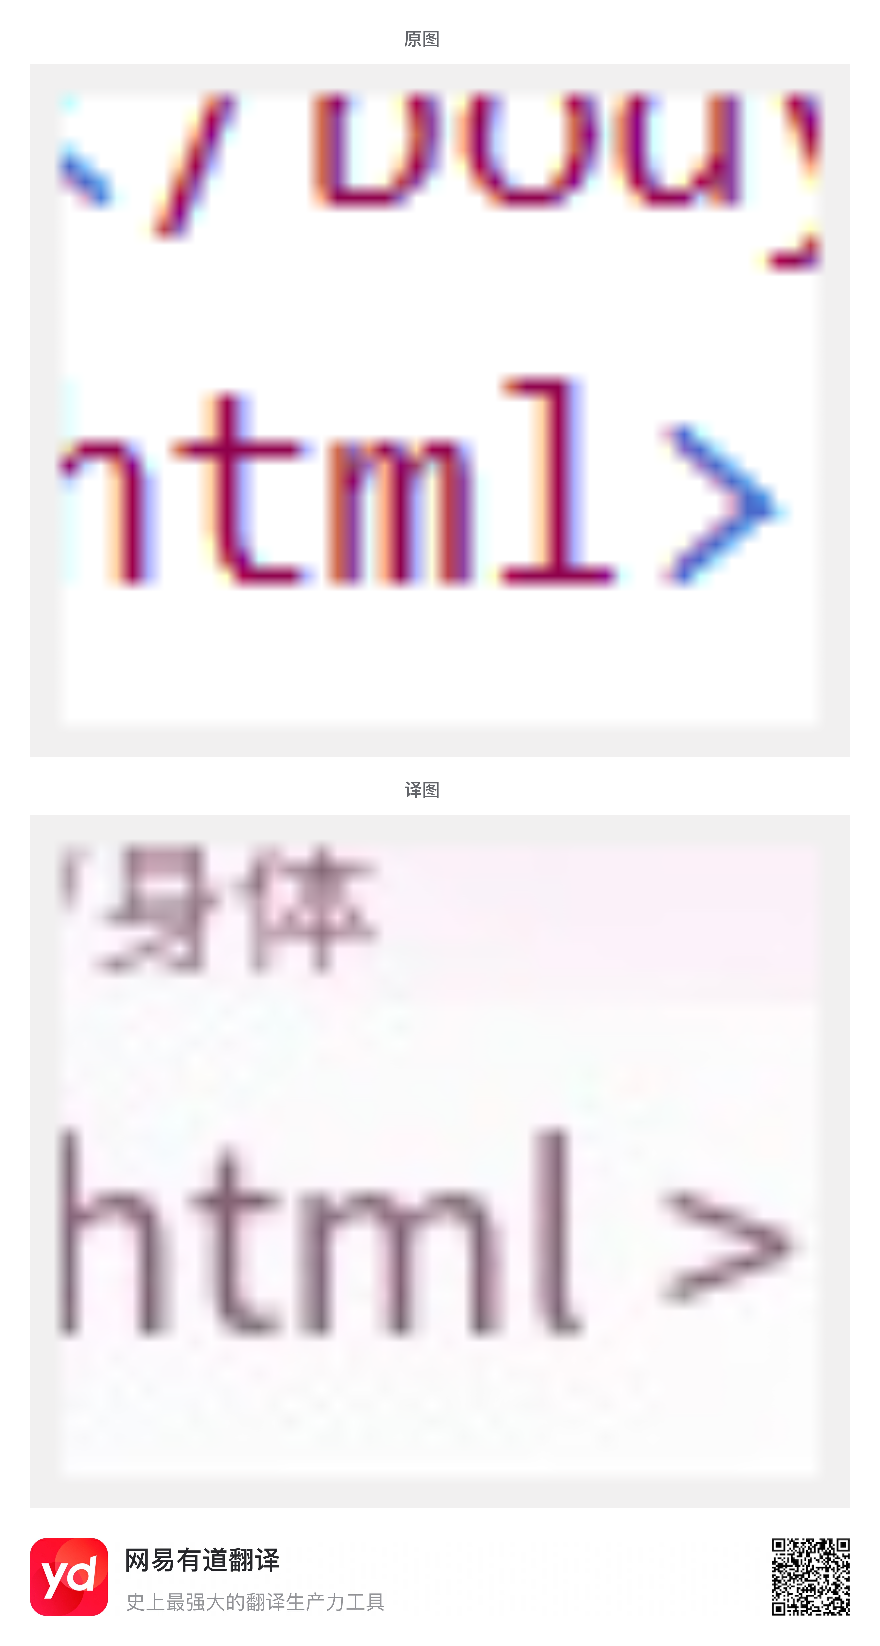 原图
</body
html>
译图
身体
html >
yd
网易有道翻译
史上最强大的翻译生产力工具